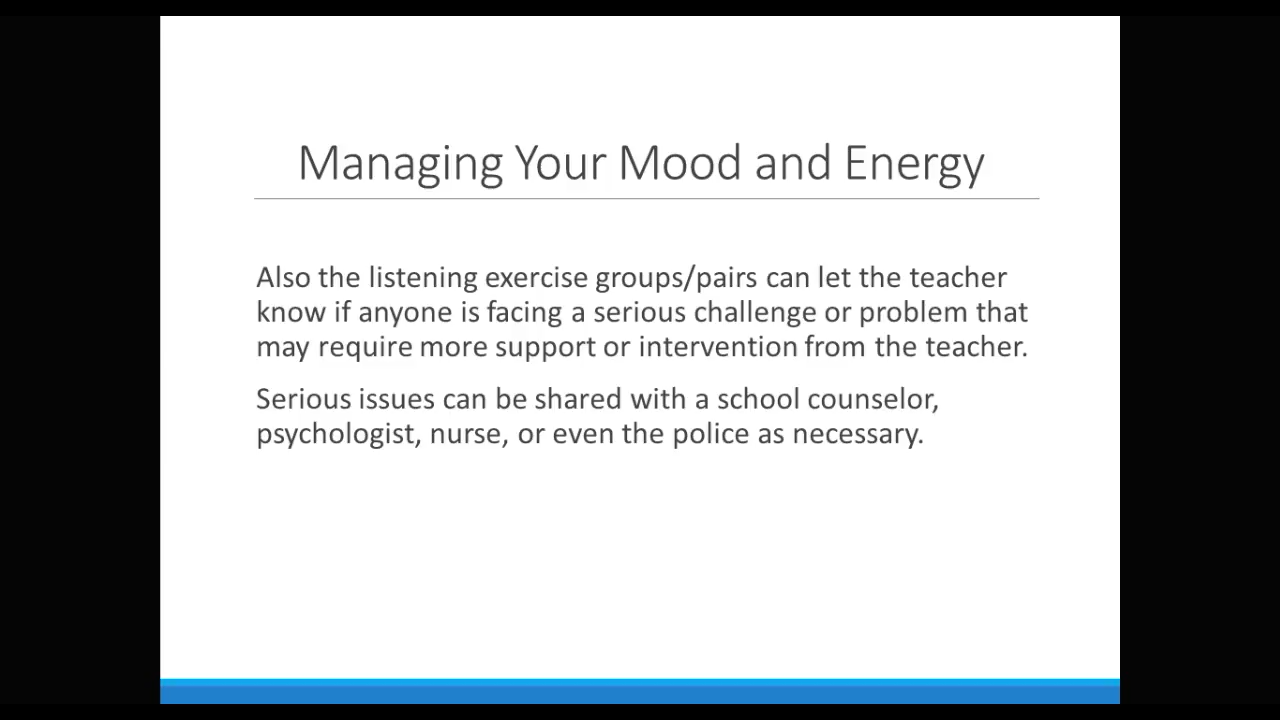 Managing Your Mood and Energy
Also the listening exercise groups/pairs can let the teacher
know if anyone is facing a serious challenge or problem that
may require more support or intervention from the teacher.
Serious issues can be shared with a school counselor,
psychologist, nurse, or even the police as necessary.